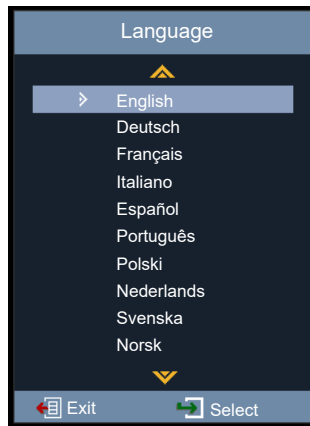 Language
English
Deutsch
Français
Italiano
Español
Português
Polski
Nederlands
Svenska
Norsk
Exit Select